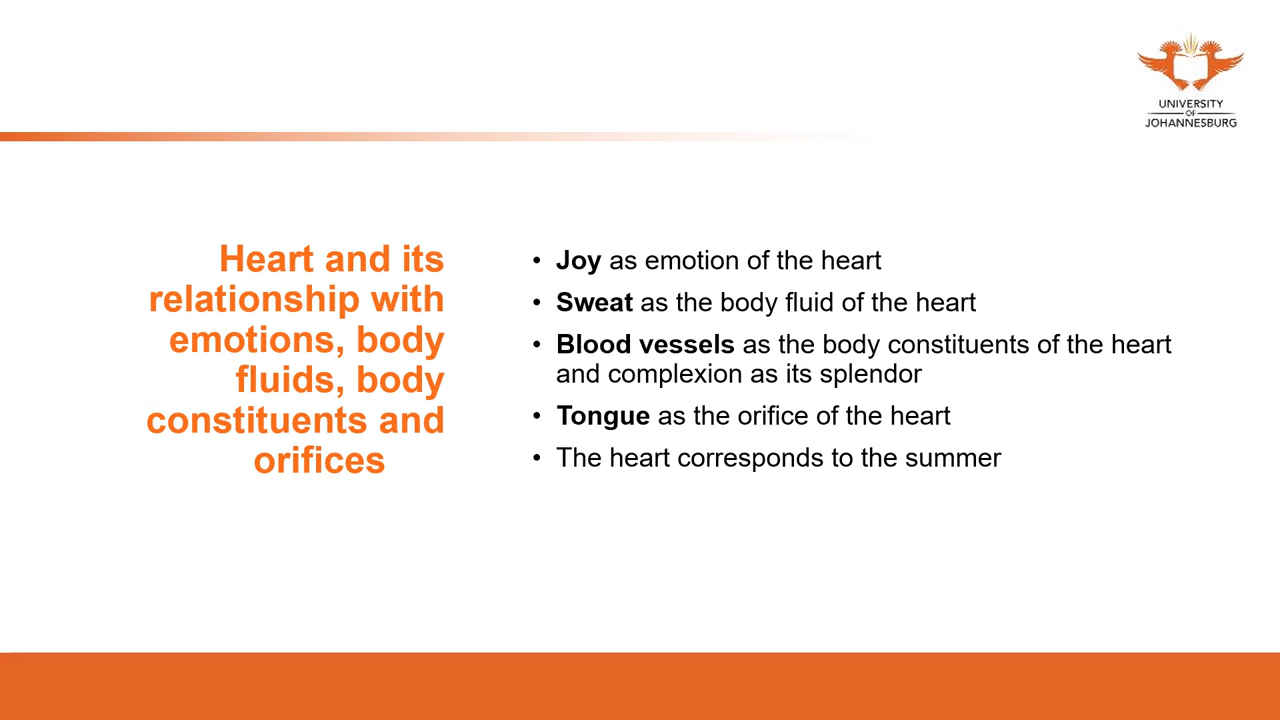 UNIVERSITY
OF
JOHANNESBURG
Heart and its
relationship with
emotions, body
fluids, body
constituents and
orifices
• Joy as emotion of the heart
• Sweat as the body fluid of the heart
• Blood vessels as the body constituents of the heart
and complexion as its splendor
• Tongue as the orifice of the heart
• The heart corresponds to the summer